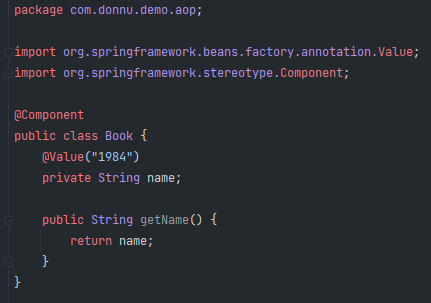 package com.donnu.demo.aop;
import org.springframework.beans.factory.annotation.Value;
import org.springframework.stereotype.Component;
@Component
public class Book {
@Value("1984")
private String name;
public String getName() {
return name;
}
}